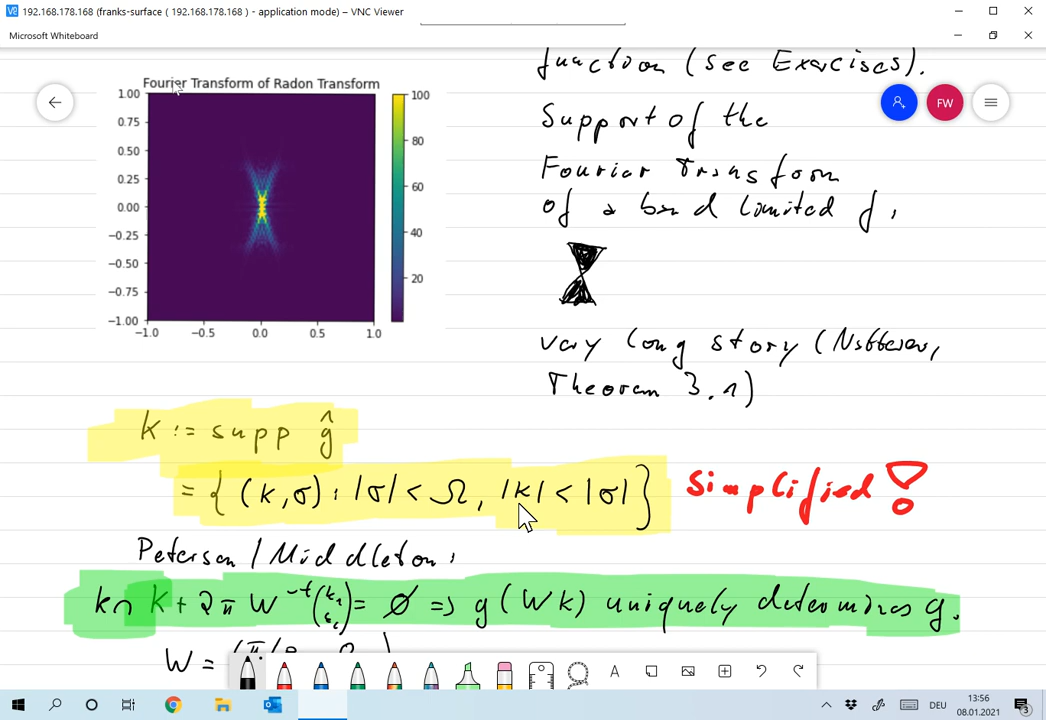 192.168.178.168 (franks-surface ( 192.168.178.168 ) - application mode) – VNC Viewer
Microsoft Whiteboard
function (see Exercises).
FW
Fourier Transform of Radon Transform
1.00
0.75
0.50
0.25
0.00
−0.25
−0.50
−0.75
−1.00
−1.0 −0.5 0.0 0.5 1.0
100
80
60
40
20
Support of the
Fourier Transform
of a band limited f:
very long story (Natterer,
Theorem 3.1)
K := supp ĝ
= { (k,σ) : |σ| < Ω, |k| < |σ| }
Simplified !
Petersen / Middleton:
K ∩ K + 2π W⁻ᵗ = ∅ ⇒ g(Wk) uniquely determines g.
W =
A
DEU
13:56
08.01.2021
3